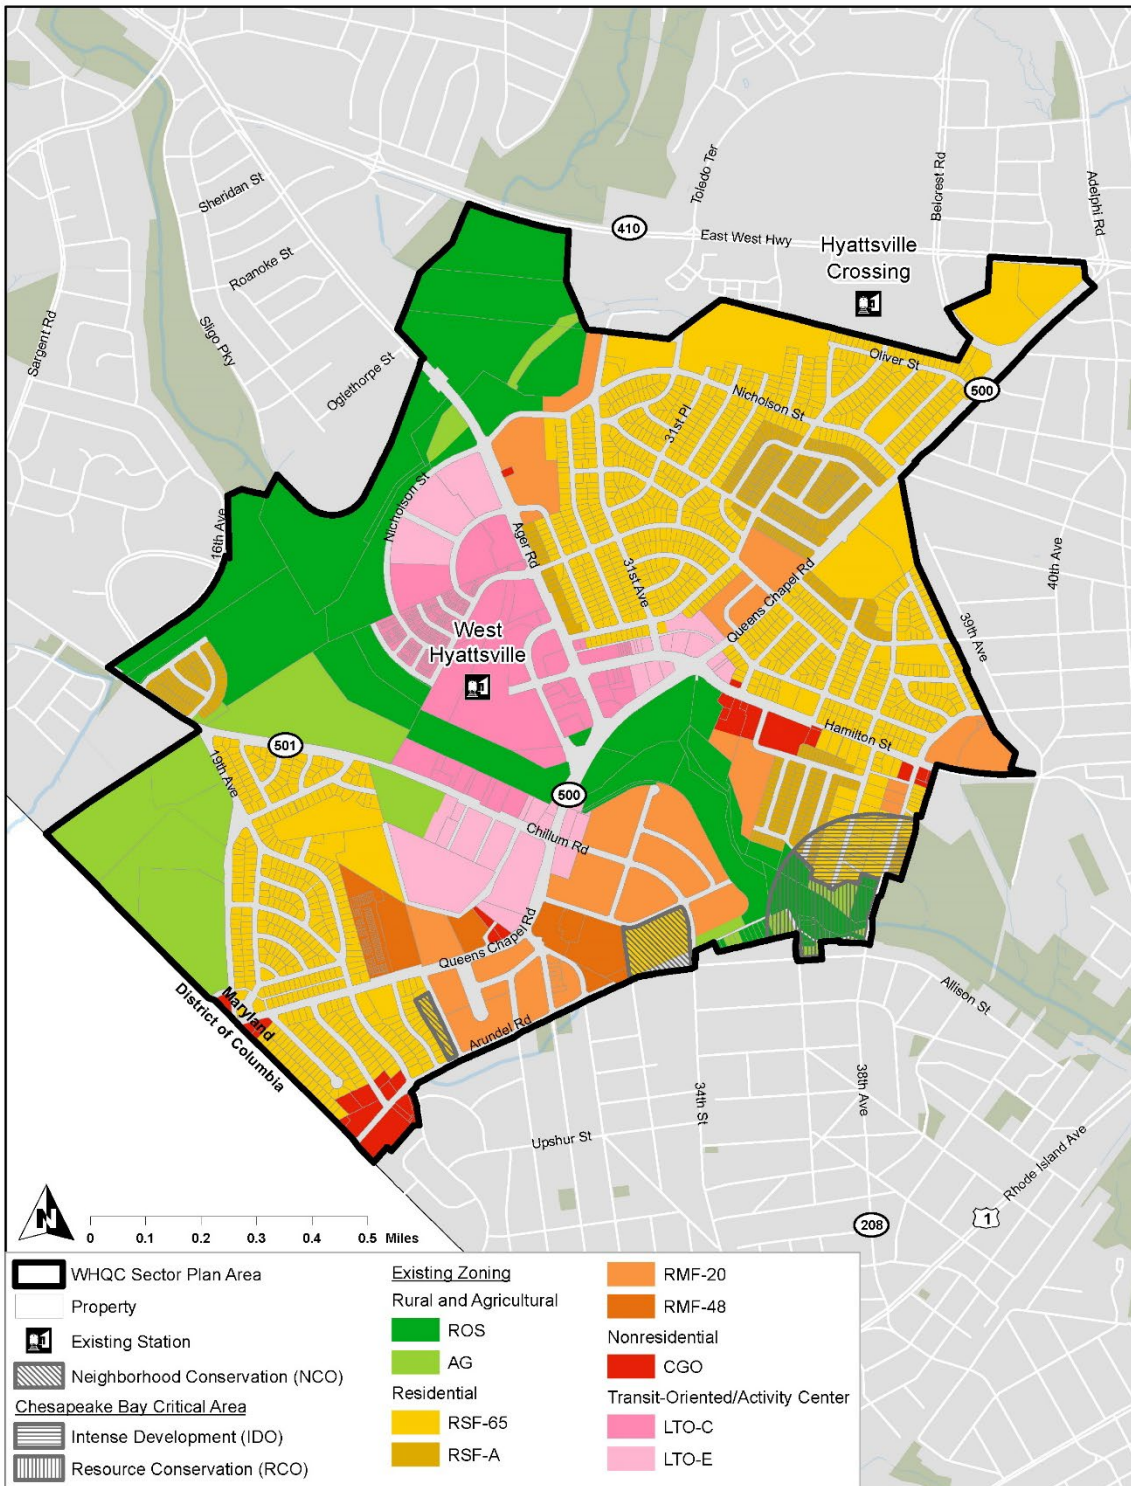 Toledo Ter
Belcrest Rd
Adelphi Rd
Sheridan St
410
East West Hwy
Hyattsville
Crossing
Roanoke St
Sligo Pky
Sargent Rd
Oglethorpe St
Oliver St
500
Nicholson St
31st Pl
Nicholson St
16th Ave
Ager Rd
40th Ave
31st Ave
Queens Chapel Rd
39th Ave
West
Hyattsville
Hamilton St
501
19th Ave
500
Chillum Rd
Queens Chapel Rd
Allison St
Maryland
District of Columbia
Arundel Rd
34th St
38th Ave
Upshur St
Rhode Island Ave
N
0 0.1 0.2 0.3 0.4 0.5 Miles
208
1
WHQC Sector Plan Area
Property
Existing Station
Neighborhood Conservation (NCO)
Chesapeake Bay Critical Area
Intense Development (IDO)
Resource Conservation (RCO)
Existing Zoning
Rural and Agricultural
ROS
AG
Residential
RSF-65
RSF-A
RMF-20
RMF-48
Nonresidential
CGO
Transit-Oriented/Activity Center
LTO-C
LTO-E